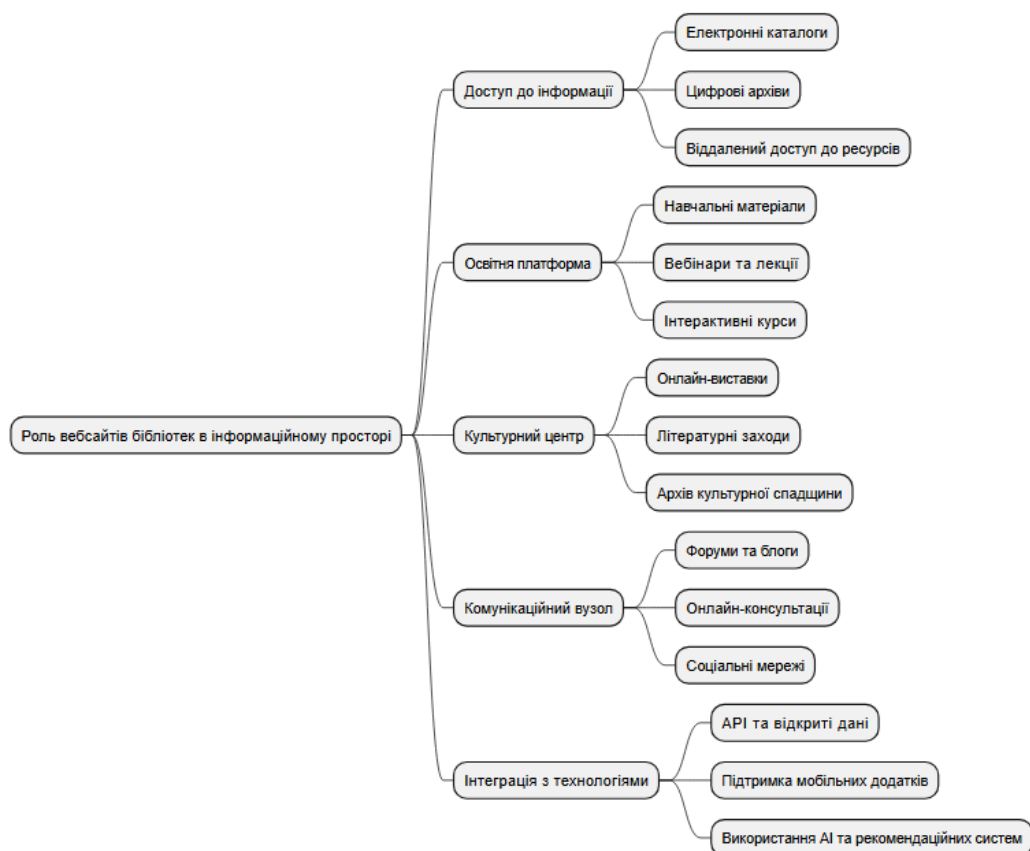 Роль вебсайтів бібліотек в інформаційному просторі
Доступ до інформації
Електронні каталоги
Цифрові архіви
Віддалений доступ до ресурсів
Освітня платформа
Навчальні матеріали
Вебінари та лекції
Інтерактивні курси
Культурний центр
Онлайн-виставки
Літературні заходи
Архів культурної спадщини
Комунікаційний вузол
Форуми та блоги
Онлайн-консультації
Соціальні мережі
Інтеграція з технологіями
API та відкриті дані
Підтримка мобільних додатків
Використання AI та рекомендаційних систем